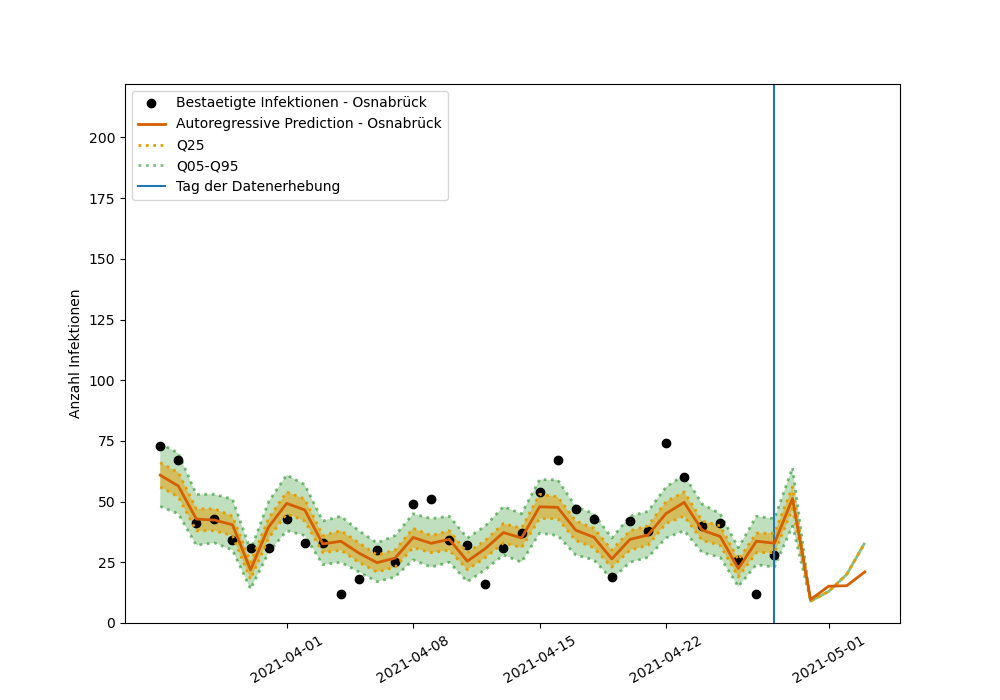 Bestaetigte Infektionen - Osnabrück
Autoregressive Prediction - Osnabrück
Q25
Q05-Q95
Tag der Datenerhebung
Anzahl Infektionen
200
175
150
125
100
75
50
25
0
2021-04-01
2021-04-08
2021-04-15
2021-04-22
2021-05-01